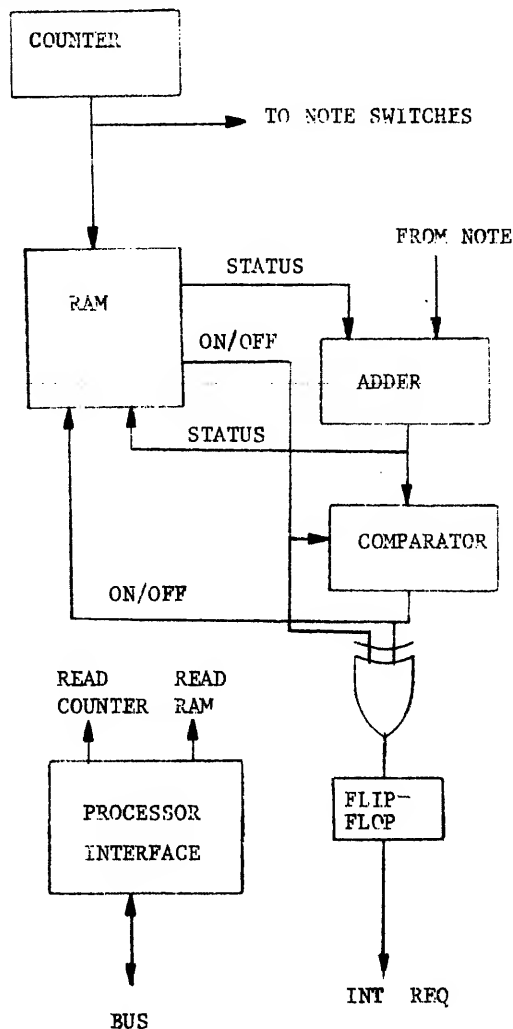 COUNTER
TO NOTE SWITCHES
FROM NOTE
STATUS
RAM
ON/OFF
ADDER
STATUS
COMPARATOR
ON/OFF
READ
COUNTER
READ
RAM
PROCESSOR
INTERFACE
FLIP-
FLOP
INT REQ
BUS